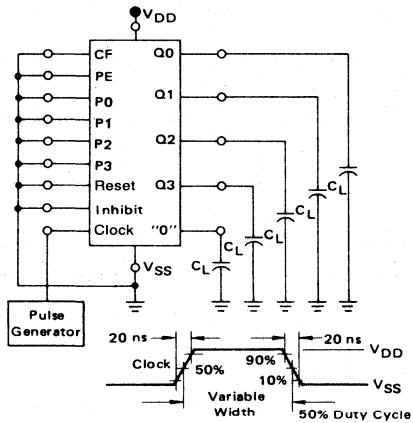 VDD
CF
PE
P0
P1
P2
P3
Reset
Inhibit
Clock
Q0
Q1
Q2
Q3
"0"
CL
CL
CL
CL
CL
VSS
Pulse
Generator
20 ns
20 ns
Clock
50%
90%
10%
VDD
VSS
Variable
Width
50% Duty Cycle